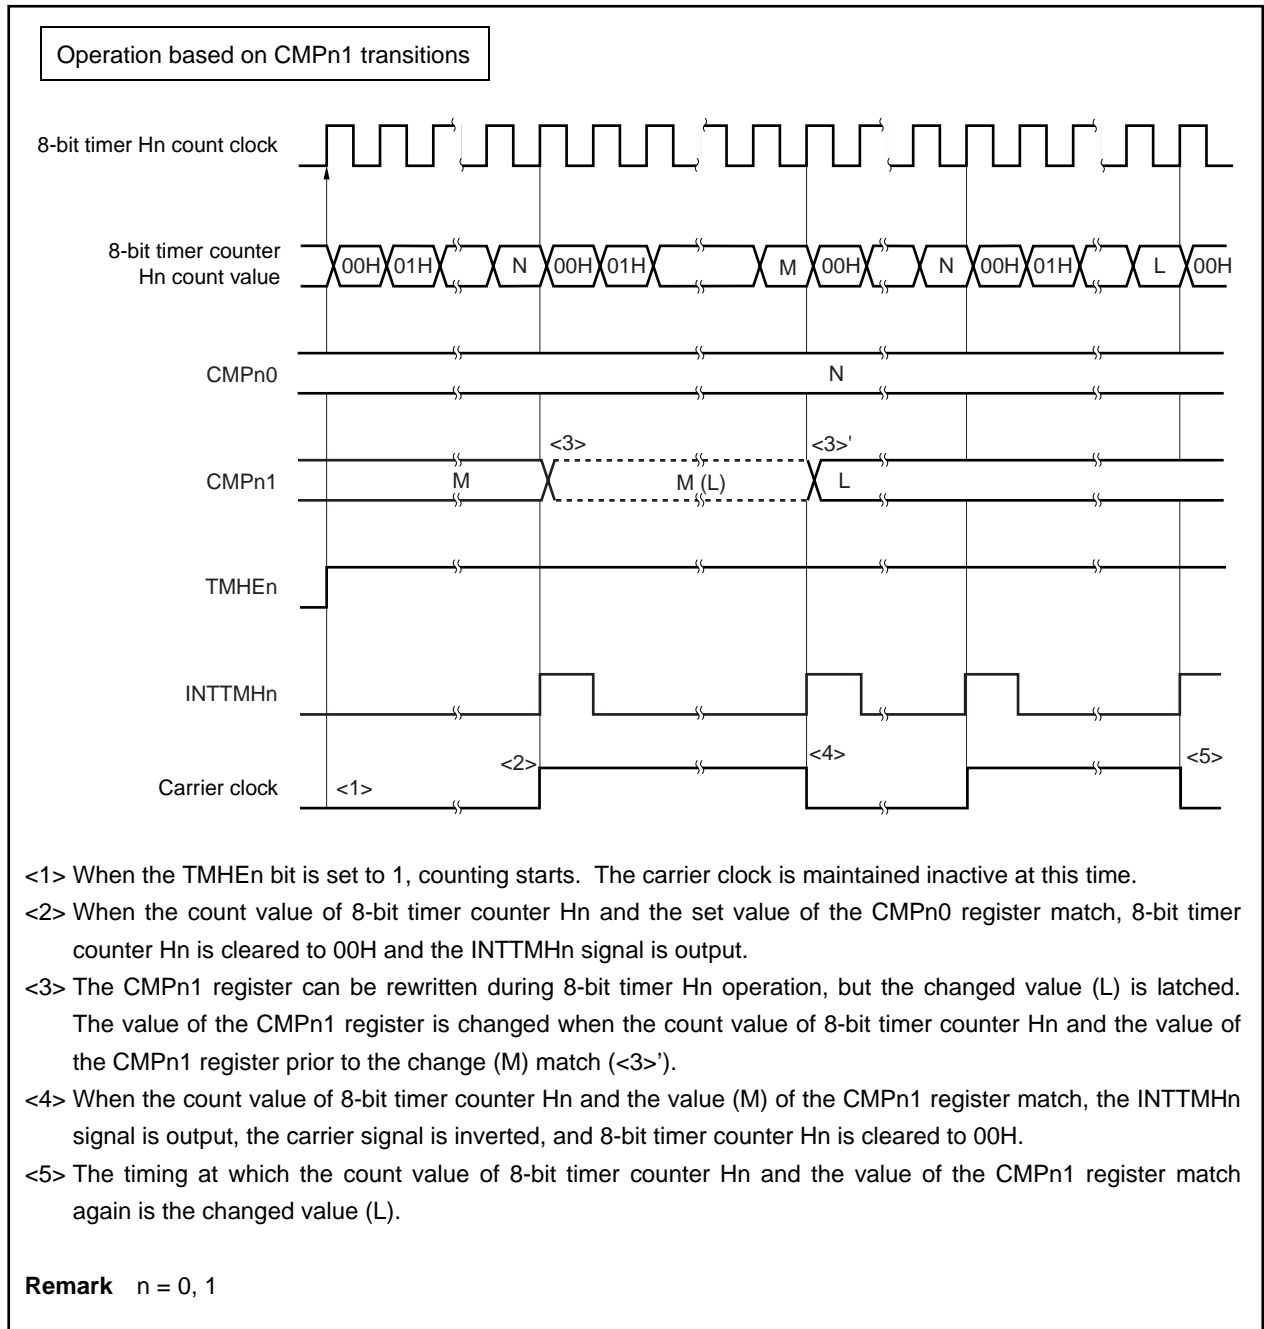 Operation based on CMPn1 transitions
8-bit timer Hn count clock
8-bit timer counter
Hn count value
00H 01H N 00H 01H M 00H N 00H 01H L 00H
CMPn0
N
<3> <3>'
CMPn1
M M (L) L
TMHEn
INTTMHn
<2> <4> <5>
Carrier clock
<1>
<1> When the TMHEn bit is set to 1, counting starts. The carrier clock is maintained inactive at this time.
<2> When the count value of 8-bit timer counter Hn and the set value of the CMPn0 register match, 8-bit timer
counter Hn is cleared to 00H and the INTTMHn signal is output.
<3> The CMPn1 register can be rewritten during 8-bit timer Hn operation, but the changed value (L) is latched.
The value of the CMPn1 register is changed when the count value of 8-bit timer counter Hn and the value of
the CMPn1 register prior to the change (M) match (<3>’).
<4> When the count value of 8-bit timer counter Hn and the value (M) of the CMPn1 register match, the INTTMHn
signal is output, the carrier signal is inverted, and 8-bit timer counter Hn is cleared to 00H.
<5> The timing at which the count value of 8-bit timer counter Hn and the value of the CMPn1 register match
again is the changed value (L).
Remark n = 0, 1